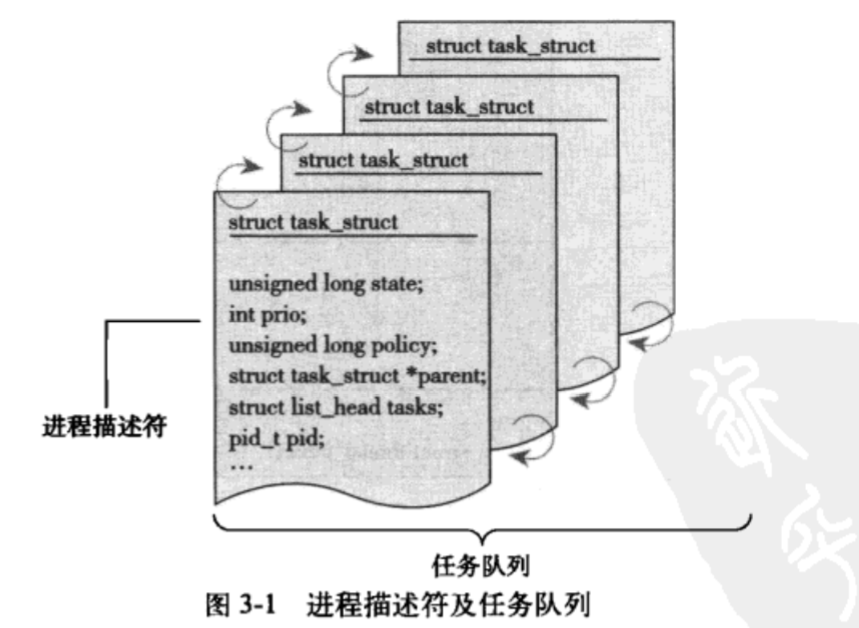 struct task_struct
struct task_struct
struct task_struct
struct task_struct
unsigned long state;
int prio;
unsigned long policy;
struct task_struct *parent;
struct list_head tasks;
pid_t pid;
…
进程描述符
任务队列
图 3-1 进程描述符及任务队列